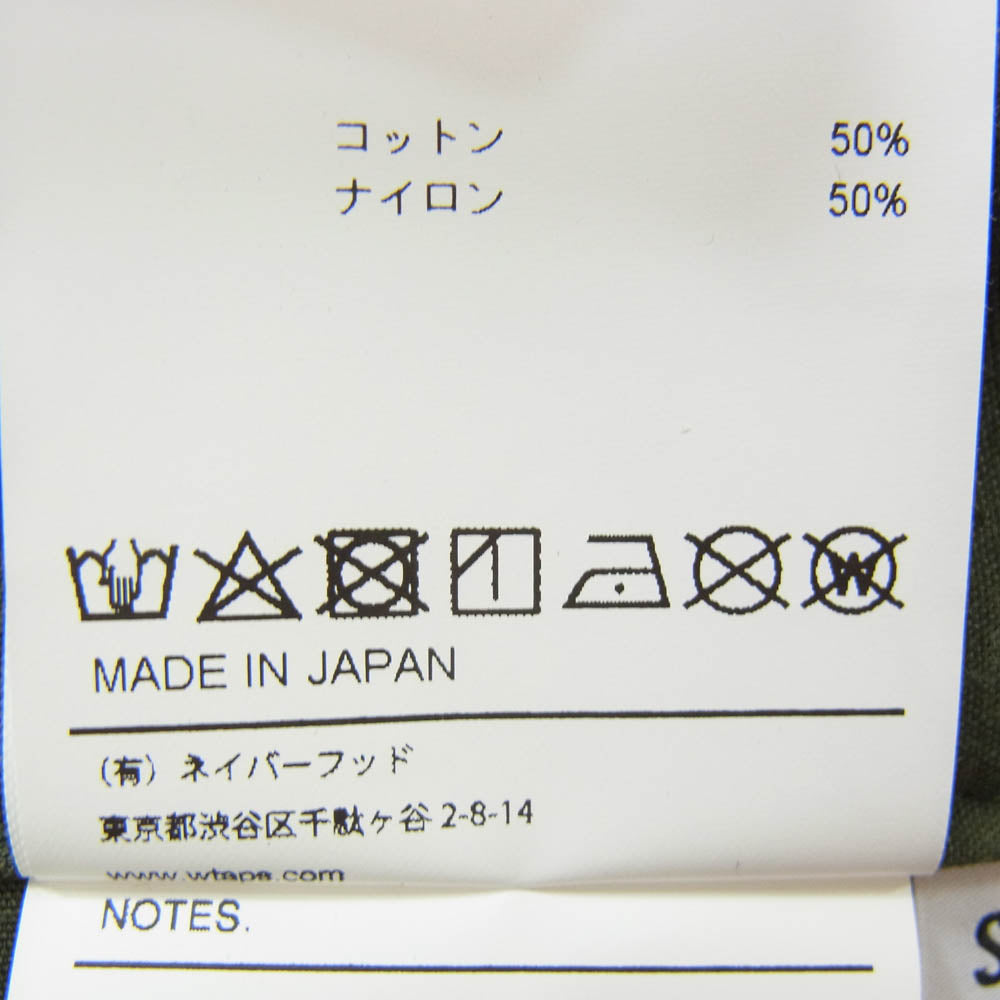 コットン 50%
ナイロン 50%
W
MADE IN JAPAN
(有) ネイバーフッド
東京都渋谷区千駄ヶ谷 2-8-14
www.wtaps.com
NOTES.
S